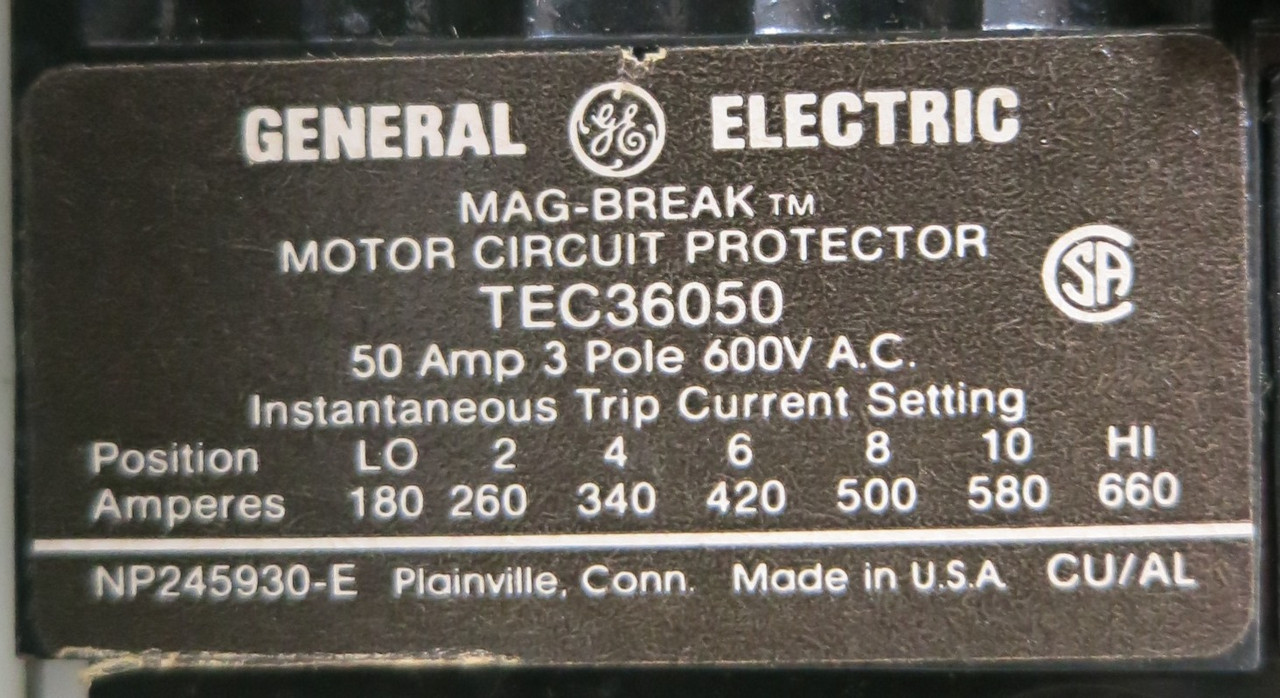 GENERAL GE ELECTRIC
MAG-BREAK TM
MOTOR CIRCUIT PROTECTOR
SA
TEC36050
50 Amp 3 Pole 600V A.C.
Instantaneous Trip Current Setting
Position LO 2 4 6 8 10 HI
Amperes 180 260 340 420 500 580 660
NP245930-E Plainville, Conn. Made in U.S.A. CU/AL